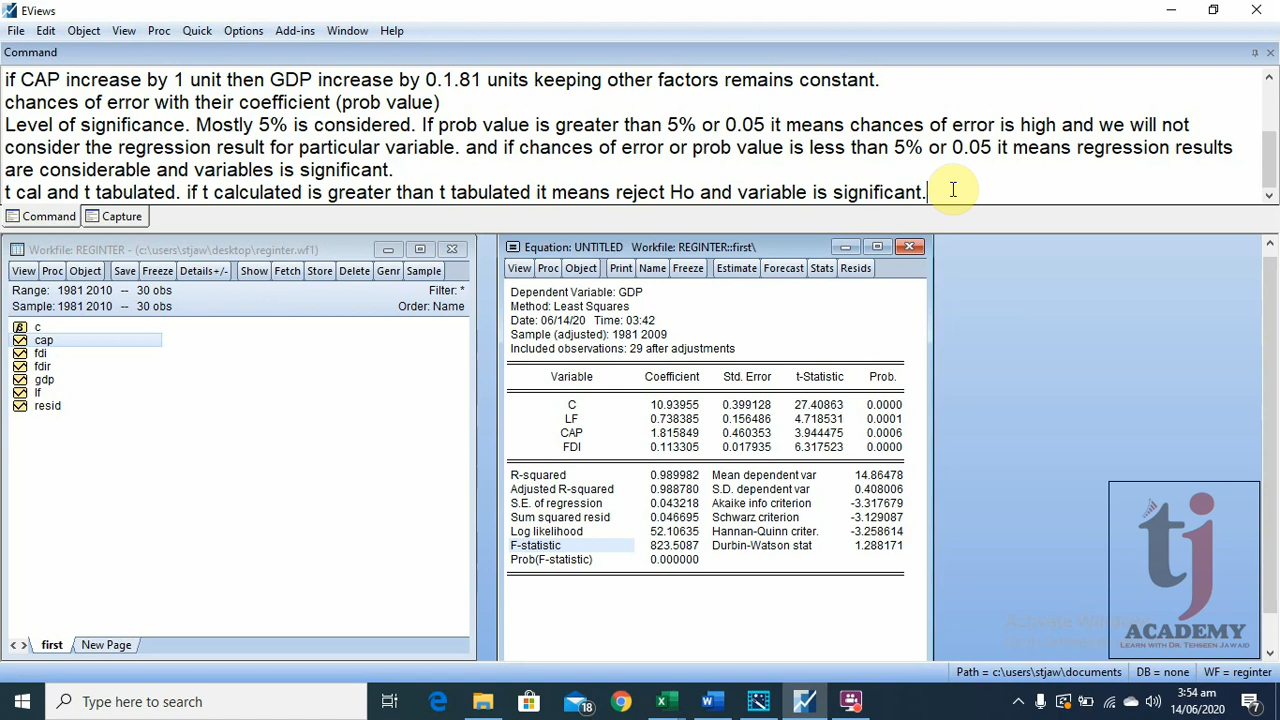 EViews
File Edit Object View Proc Quick Options Add-ins Window Help
Command
if CAP increase by 1 unit then GDP increase by 0.1.81 units keeping other factors remains constant.
chances of error with their coefficient (prob value)
Level of significance. Mostly 5% is considered. If prob value is greater than 5% or 0.05 it means chances of error is high and we will not
consider the regression result for particular variable. and if chances of error or prob value is less than 5% or 0.05 it means regression results
are considerable and variables is significant.
t cal and t tabulated. if t calculated is greater than t tabulated it means reject Ho and variable is significant.
Command Capture
Workfile: REGINTER - (c:\users\stjaw\desktop\reginter.wf1)
View Proc Object Save Freeze Details+/- Show Fetch Store Delete Genr Sample
Range: 1981 2010 -- 30 obs Filter: *
Sample: 1981 2010 -- 30 obs Order: Name
c
cap
fdi
fdir
gdp
lf
resid
first New Page
Equation: UNTITLED Workfile: REGINTER::first\
View Proc Object Print Name Freeze Estimate Forecast Stats Resids
Dependent Variable: GDP
Method: Least Squares
Date: 06/14/20 Time: 03:42
Sample (adjusted): 1981 2009
Included observations: 29 after adjustments
Variable Coefficient Std. Error t-Statistic Prob.
C 10.93955 0.399128 27.40863 0.0000
LF 0.738385 0.156486 4.718531 0.0001
CAP 1.815849 0.460353 3.944475 0.0006
FDI 0.113305 0.017935 6.317523 0.0000
R-squared 0.989982 Mean dependent var 14.86478
Adjusted R-squared 0.988780 S.D. dependent var 0.408006
S.E. of regression 0.043218 Akaike info criterion -3.317679
Sum squared resid 0.046695 Schwarz criterion -3.129087
Log likelihood 52.10635 Hannan-Quinn criter. -3.258614
F-statistic 823.5087 Durbin-Watson stat 1.288171
Prob(F-statistic) 0.000000
Activate Windows
tj
ACADEMY
LEARN WITH DR. TEHSEEN JAWAID
Path = c:\users\stjaw\documents DB = none WF = reginter
Type here to search
18
3:54 am
14/06/2020
7